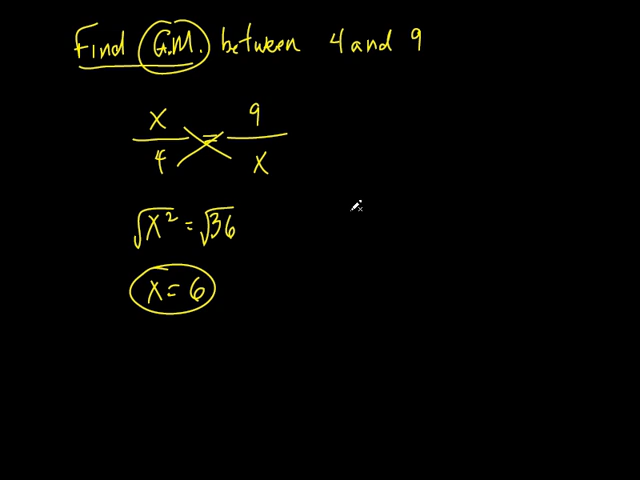 Find G.M. between 4 and 9
x/4 = 9/x
√x² = √36
x = 6